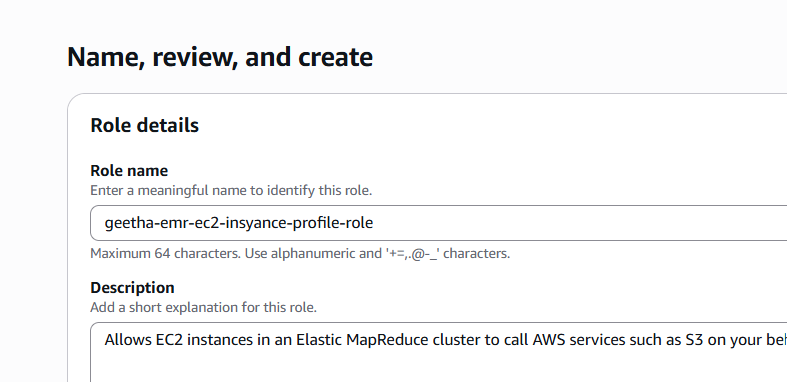 Name, review, and create
Role details
Role name
Enter a meaningful name to identify this role.
geetha-emr-ec2-insyance-profile-role
Maximum 64 characters. Use alphanumeric and '+=,.@-_' characters.
Description
Add a short explanation for this role.
Allows EC2 instances in an Elastic MapReduce cluster to call AWS services such as S3 on your